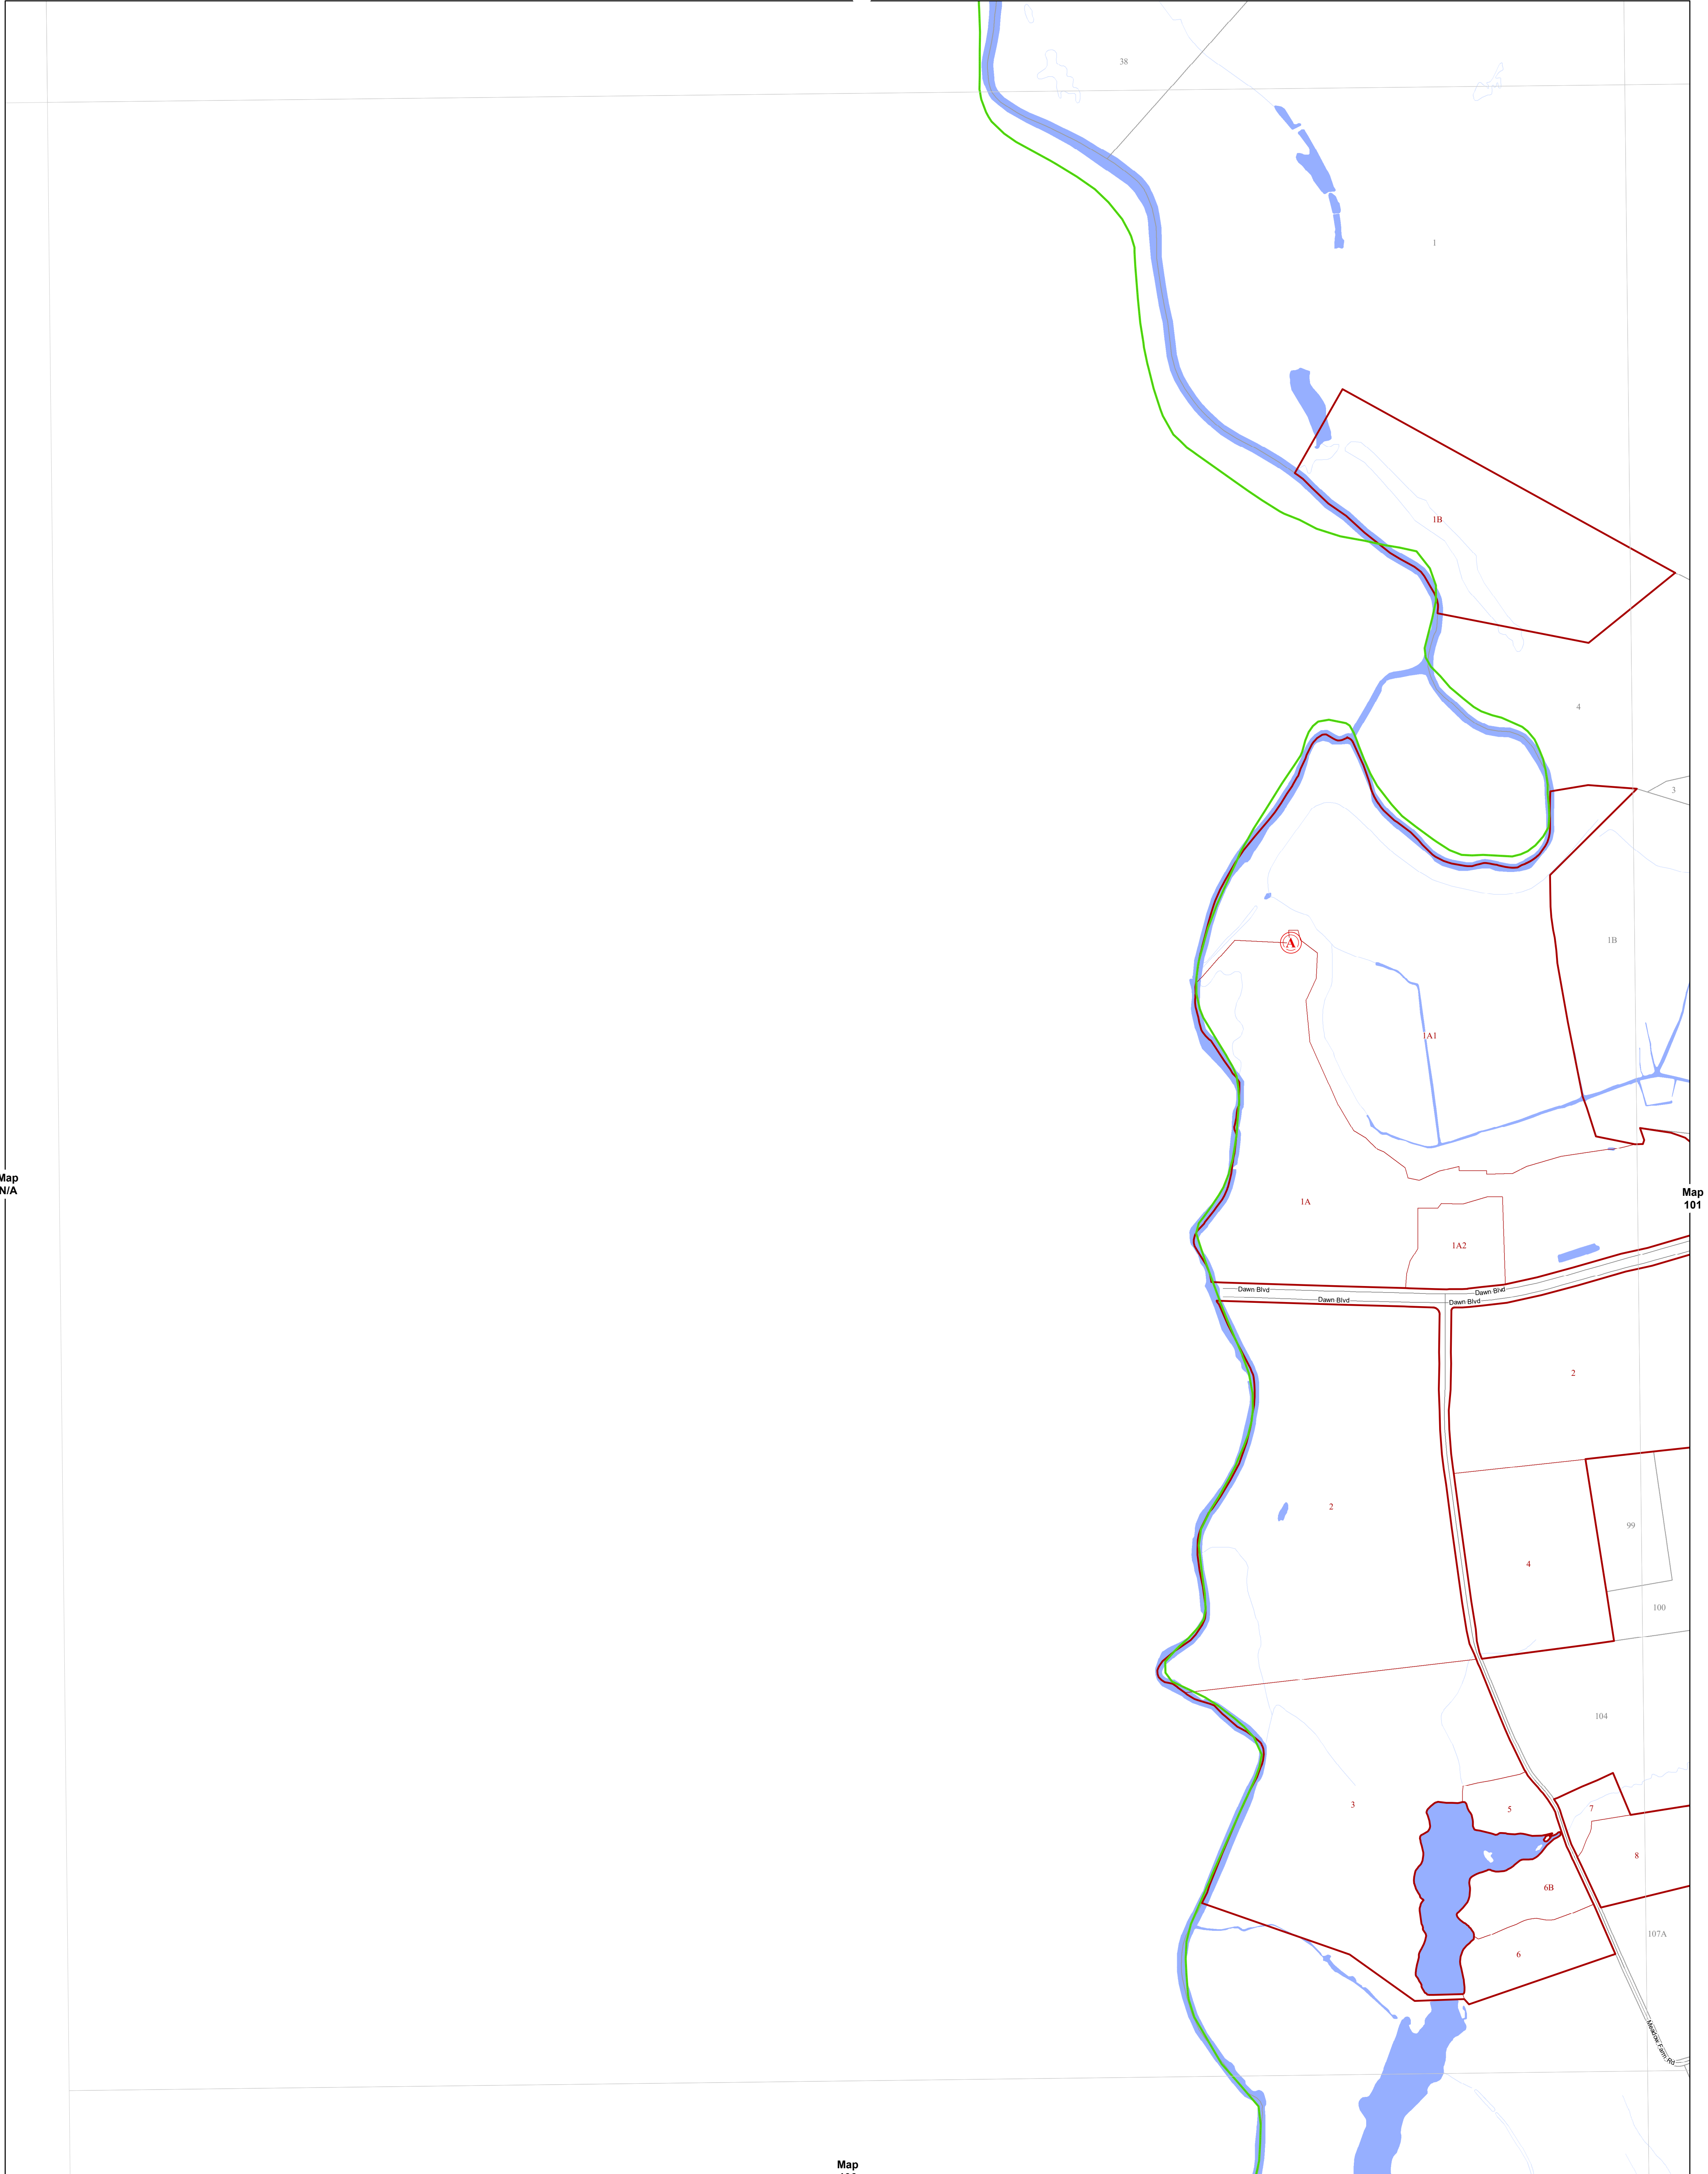 38
1
1B
4
3
A
1B
1A1
Map
N/A
Map
101
1A
1A2
Dawn Blvd
Dawn Blvd
Dawn Blvd
Dawn Blvd
2
2
99
4
100
104
3
5
7
8
6B
6
107A
Meadow Farm Rd
Map